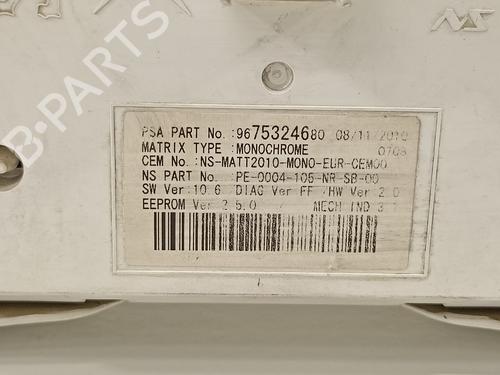 B-PARTS
NS
PSA PART No.:9675324680 08/11/2010
MATRIX TYPE :MONOCHROME 0708
CEM No.:NS-MATT2010-MONO-EUR-CEM00
NS PART No.: PE-0004-105-NR-SB-00
SW Ver:10.6 DIAG Ver FF /HW Ver 2.0
EEPROM Ver 2.5.0 MECH IND 3